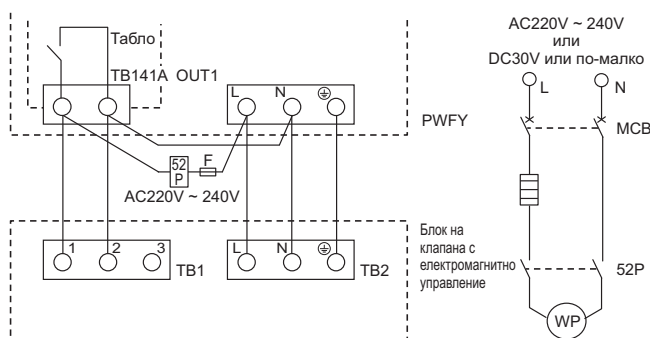 Табло
TB141A OUT1
L N
PWFY
52
P
F
AC220V ~ 240V
1 2 3
TB1
L N
TB2
Блок на
клапана с
електромагнитно
управление
AC220V ~ 240V
или
DC30V или по-малко
L N
MCB
52P
WP